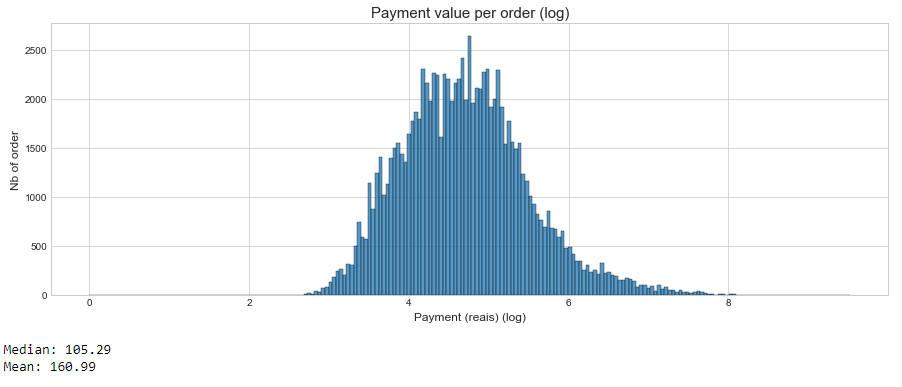 Payment value per order (log)
Nb of order
2500
2000
1500
1000
500
0
0 2 4 6 8
Payment (reais) (log)
Median: 105.29
Mean: 160.99